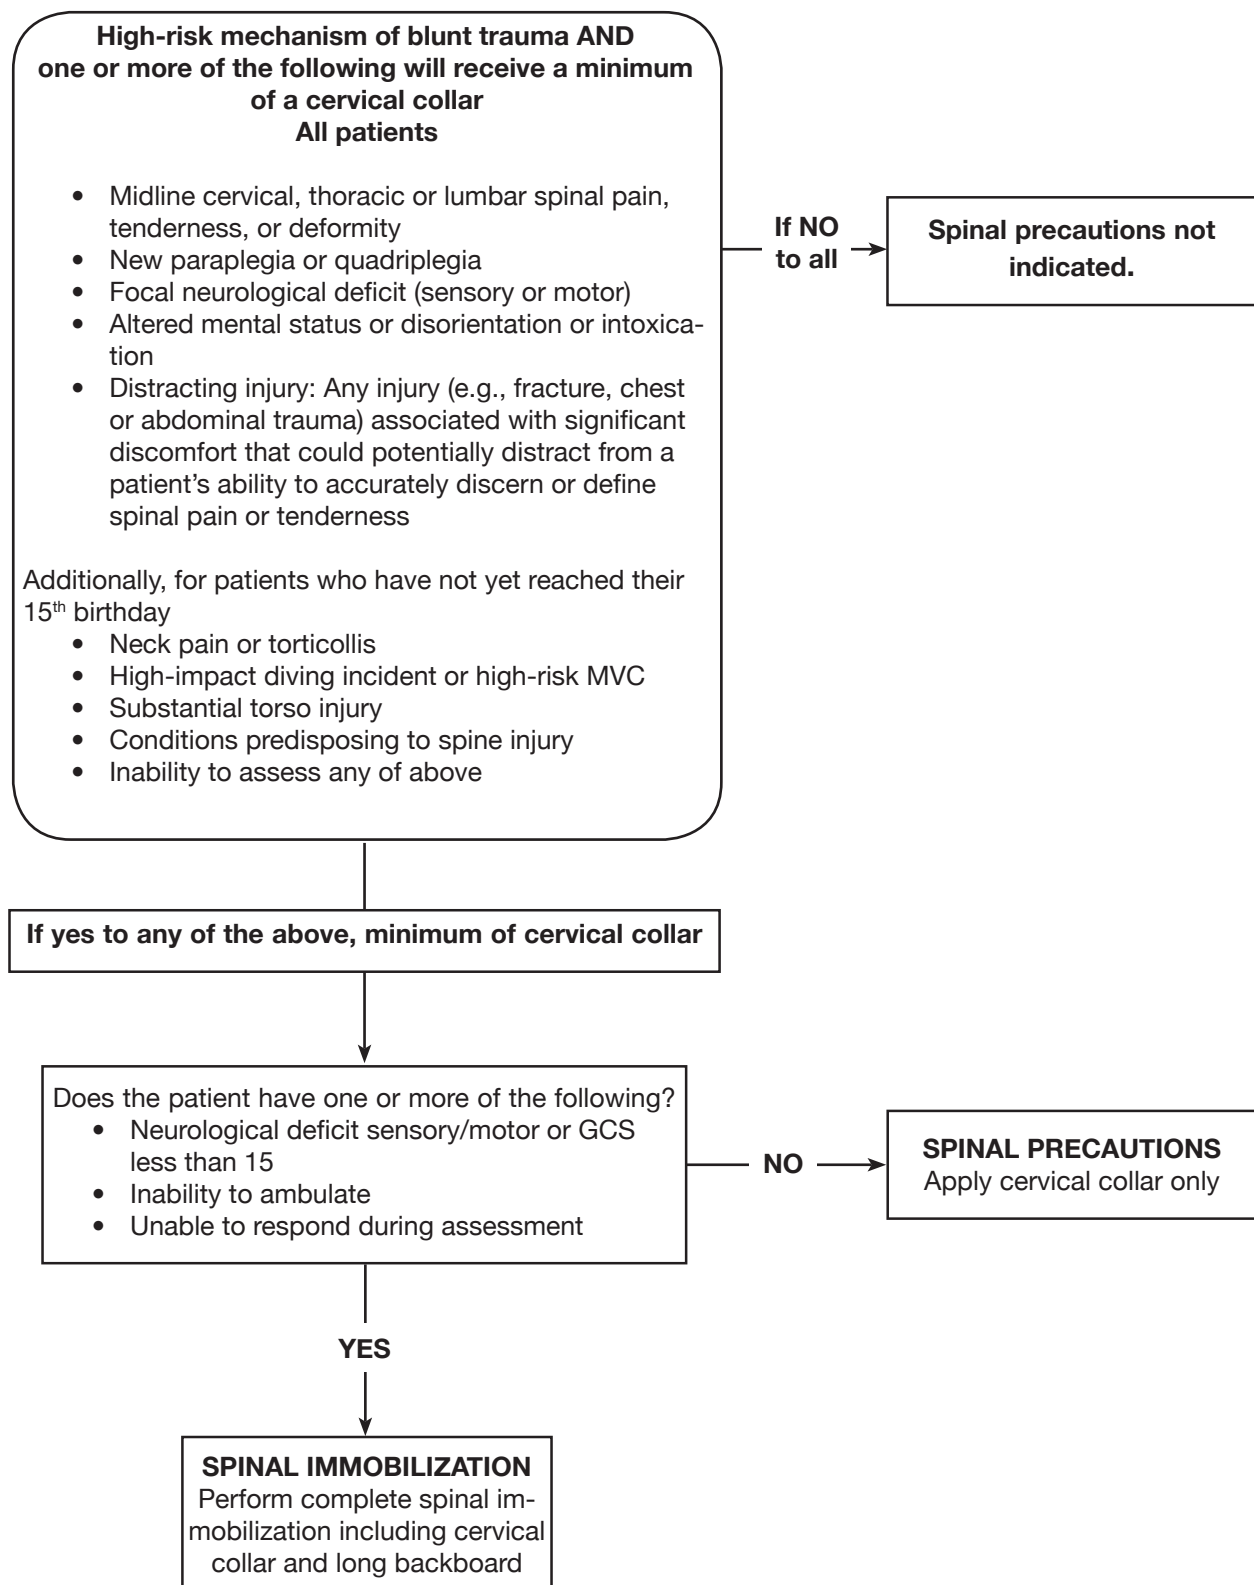 High-risk mechanism of blunt trauma AND
one or more of the following will receive a minimum
of a cervical collar
All patients
• Midline cervical, thoracic or lumbar spinal pain,
tenderness, or deformity
• New paraplegia or quadriplegia
• Focal neurological deficit (sensory or motor)
• Altered mental status or disorientation or intoxica-
tion
• Distracting injury: Any injury (e.g., fracture, chest
or abdominal trauma) associated with significant
discomfort that could potentially distract from a
patient’s ability to accurately discern or define
spinal pain or tenderness
Additionally, for patients who have not yet reached their
15th birthday
• Neck pain or torticollis
• High-impact diving incident or high-risk MVC
• Substantial torso injury
• Conditions predisposing to spine injury
• Inability to assess any of above
If NO
to all
Spinal precautions not
indicated.
If yes to any of the above, minimum of cervical collar
Does the patient have one or more of the following?
• Neurological deficit sensory/motor or GCS
less than 15
• Inability to ambulate
• Unable to respond during assessment
NO
SPINAL PRECAUTIONS
Apply cervical collar only
YES
SPINAL IMMOBILIZATION
Perform complete spinal im-
mobilization including cervical
collar and long backboard